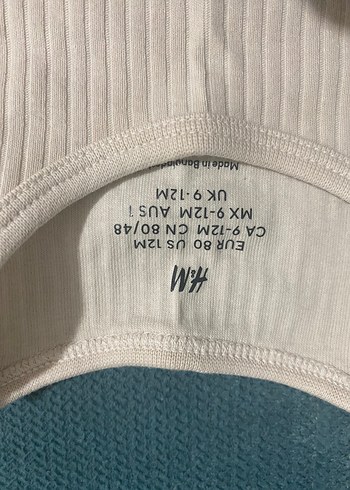 H&M
EUR 80 US 12M
CA 9-12M CN 80/48
MX 9-12M AUS 1
UK 9-12M
Made in Bangla